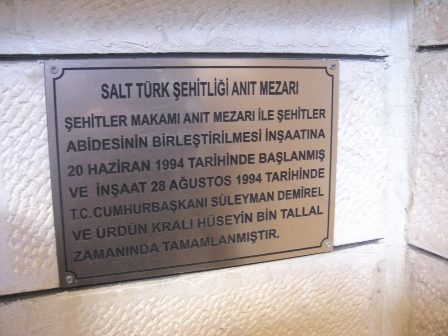 SALT TÜRK ŞEHİTLİĞİ ANIT MEZARI
ŞEHİTLER MAKAMI ANIT MEZARI İLE ŞEHİTLER
ABİDESİNİN BİRLEŞTİRİLMESİ İNŞAATINA
20 HAZİRAN 1994 TARİHİNDE BAŞLANMIŞ
VE İNŞAAT 28 AĞUSTOS 1994 TARİHİNDE
T.C. CUMHURBAŞKANI SÜLEYMAN DEMİREL
VE ÜRDÜN KRALI HÜSEYİN BİN TALLAL
ZAMANINDA TAMAMLANMIŞTIR.